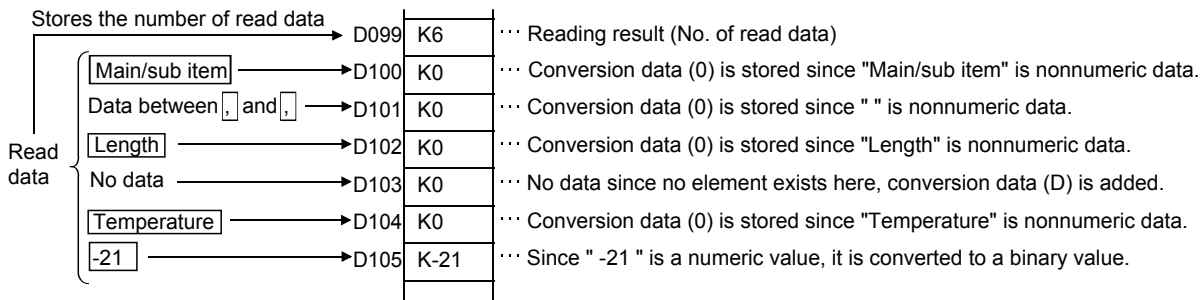 Stores the number of read data
D099 K6 ··· Reading result (No. of read data)
Main/sub item D100 K0 ··· Conversion data (0) is stored since "Main/sub item" is nonnumeric data.
Data between , and , D101 K0 ··· Conversion data (0) is stored since " " is nonnumeric data.
Length D102 K0 ··· Conversion data (0) is stored since "Length" is nonnumeric data.
Read data
No data D103 K0 ··· No data since no element exists here, conversion data (D) is added.
Temperature D104 K0 ··· Conversion data (0) is stored since "Temperature" is nonnumeric data.
-21 D105 K-21 ··· Since " -21 " is a numeric value, it is converted to a binary value.